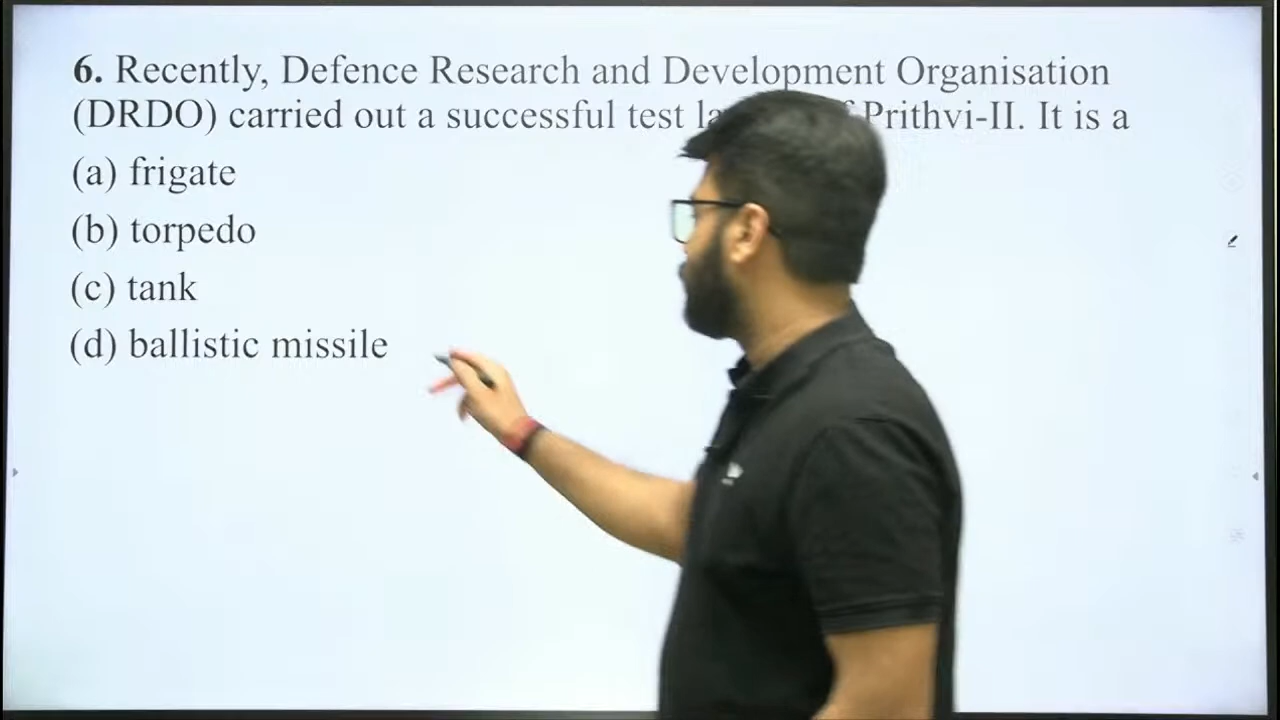 6. Recently, Defence Research and Development Organisation
(DRDO) carried out a successful test Prithvi-II. It is a
(a) frigate
(b) torpedo
(c) tank
(d) ballistic missile